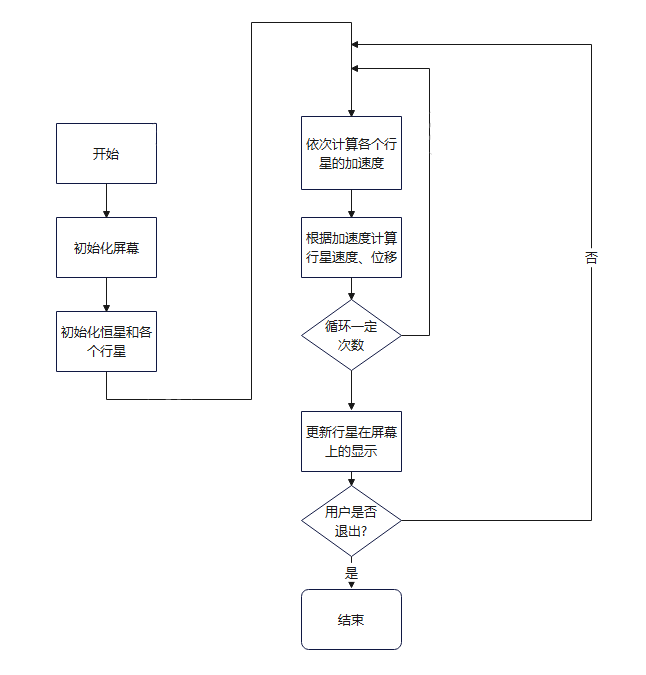 开始
初始化屏幕
初始化恒星和各
个行星
依次计算各个行
星的加速度
根据加速度计算
行星速度、位移
循环一定
次数
更新行星在屏幕
上的显示
用户是否
退出?
否
是
结束